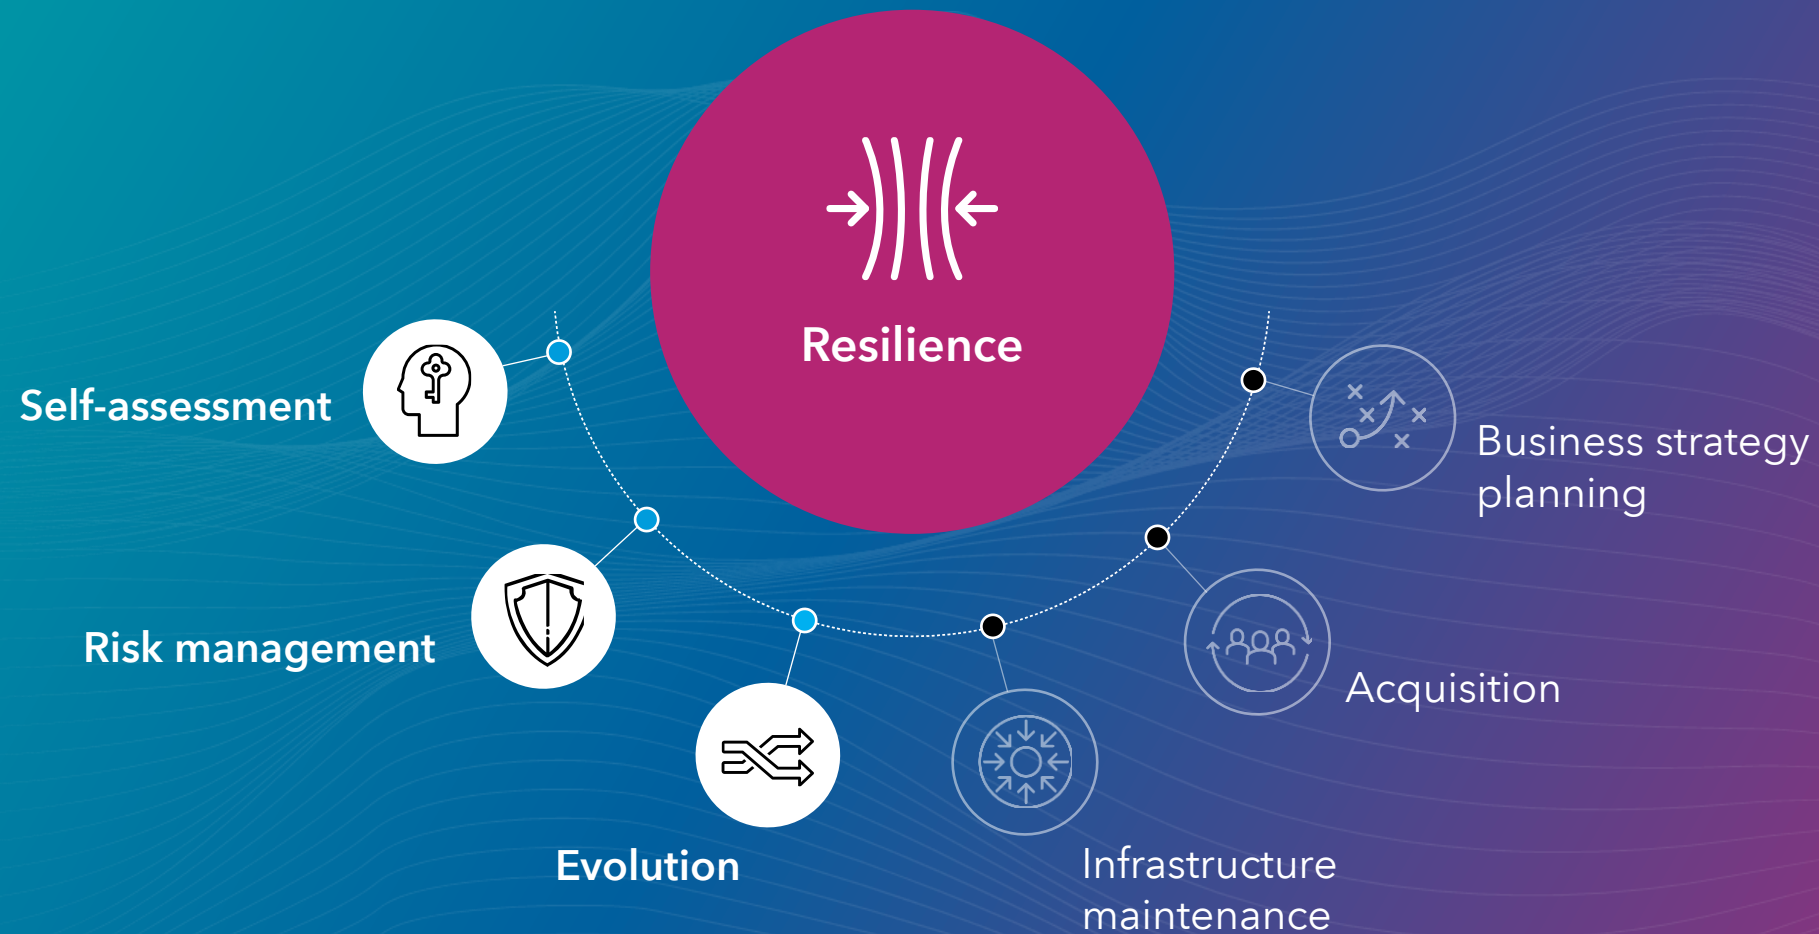 Resilience
Self-assessment
Risk management
Evolution
Infrastructure
maintenance
Acquisition
Business strategy
planning